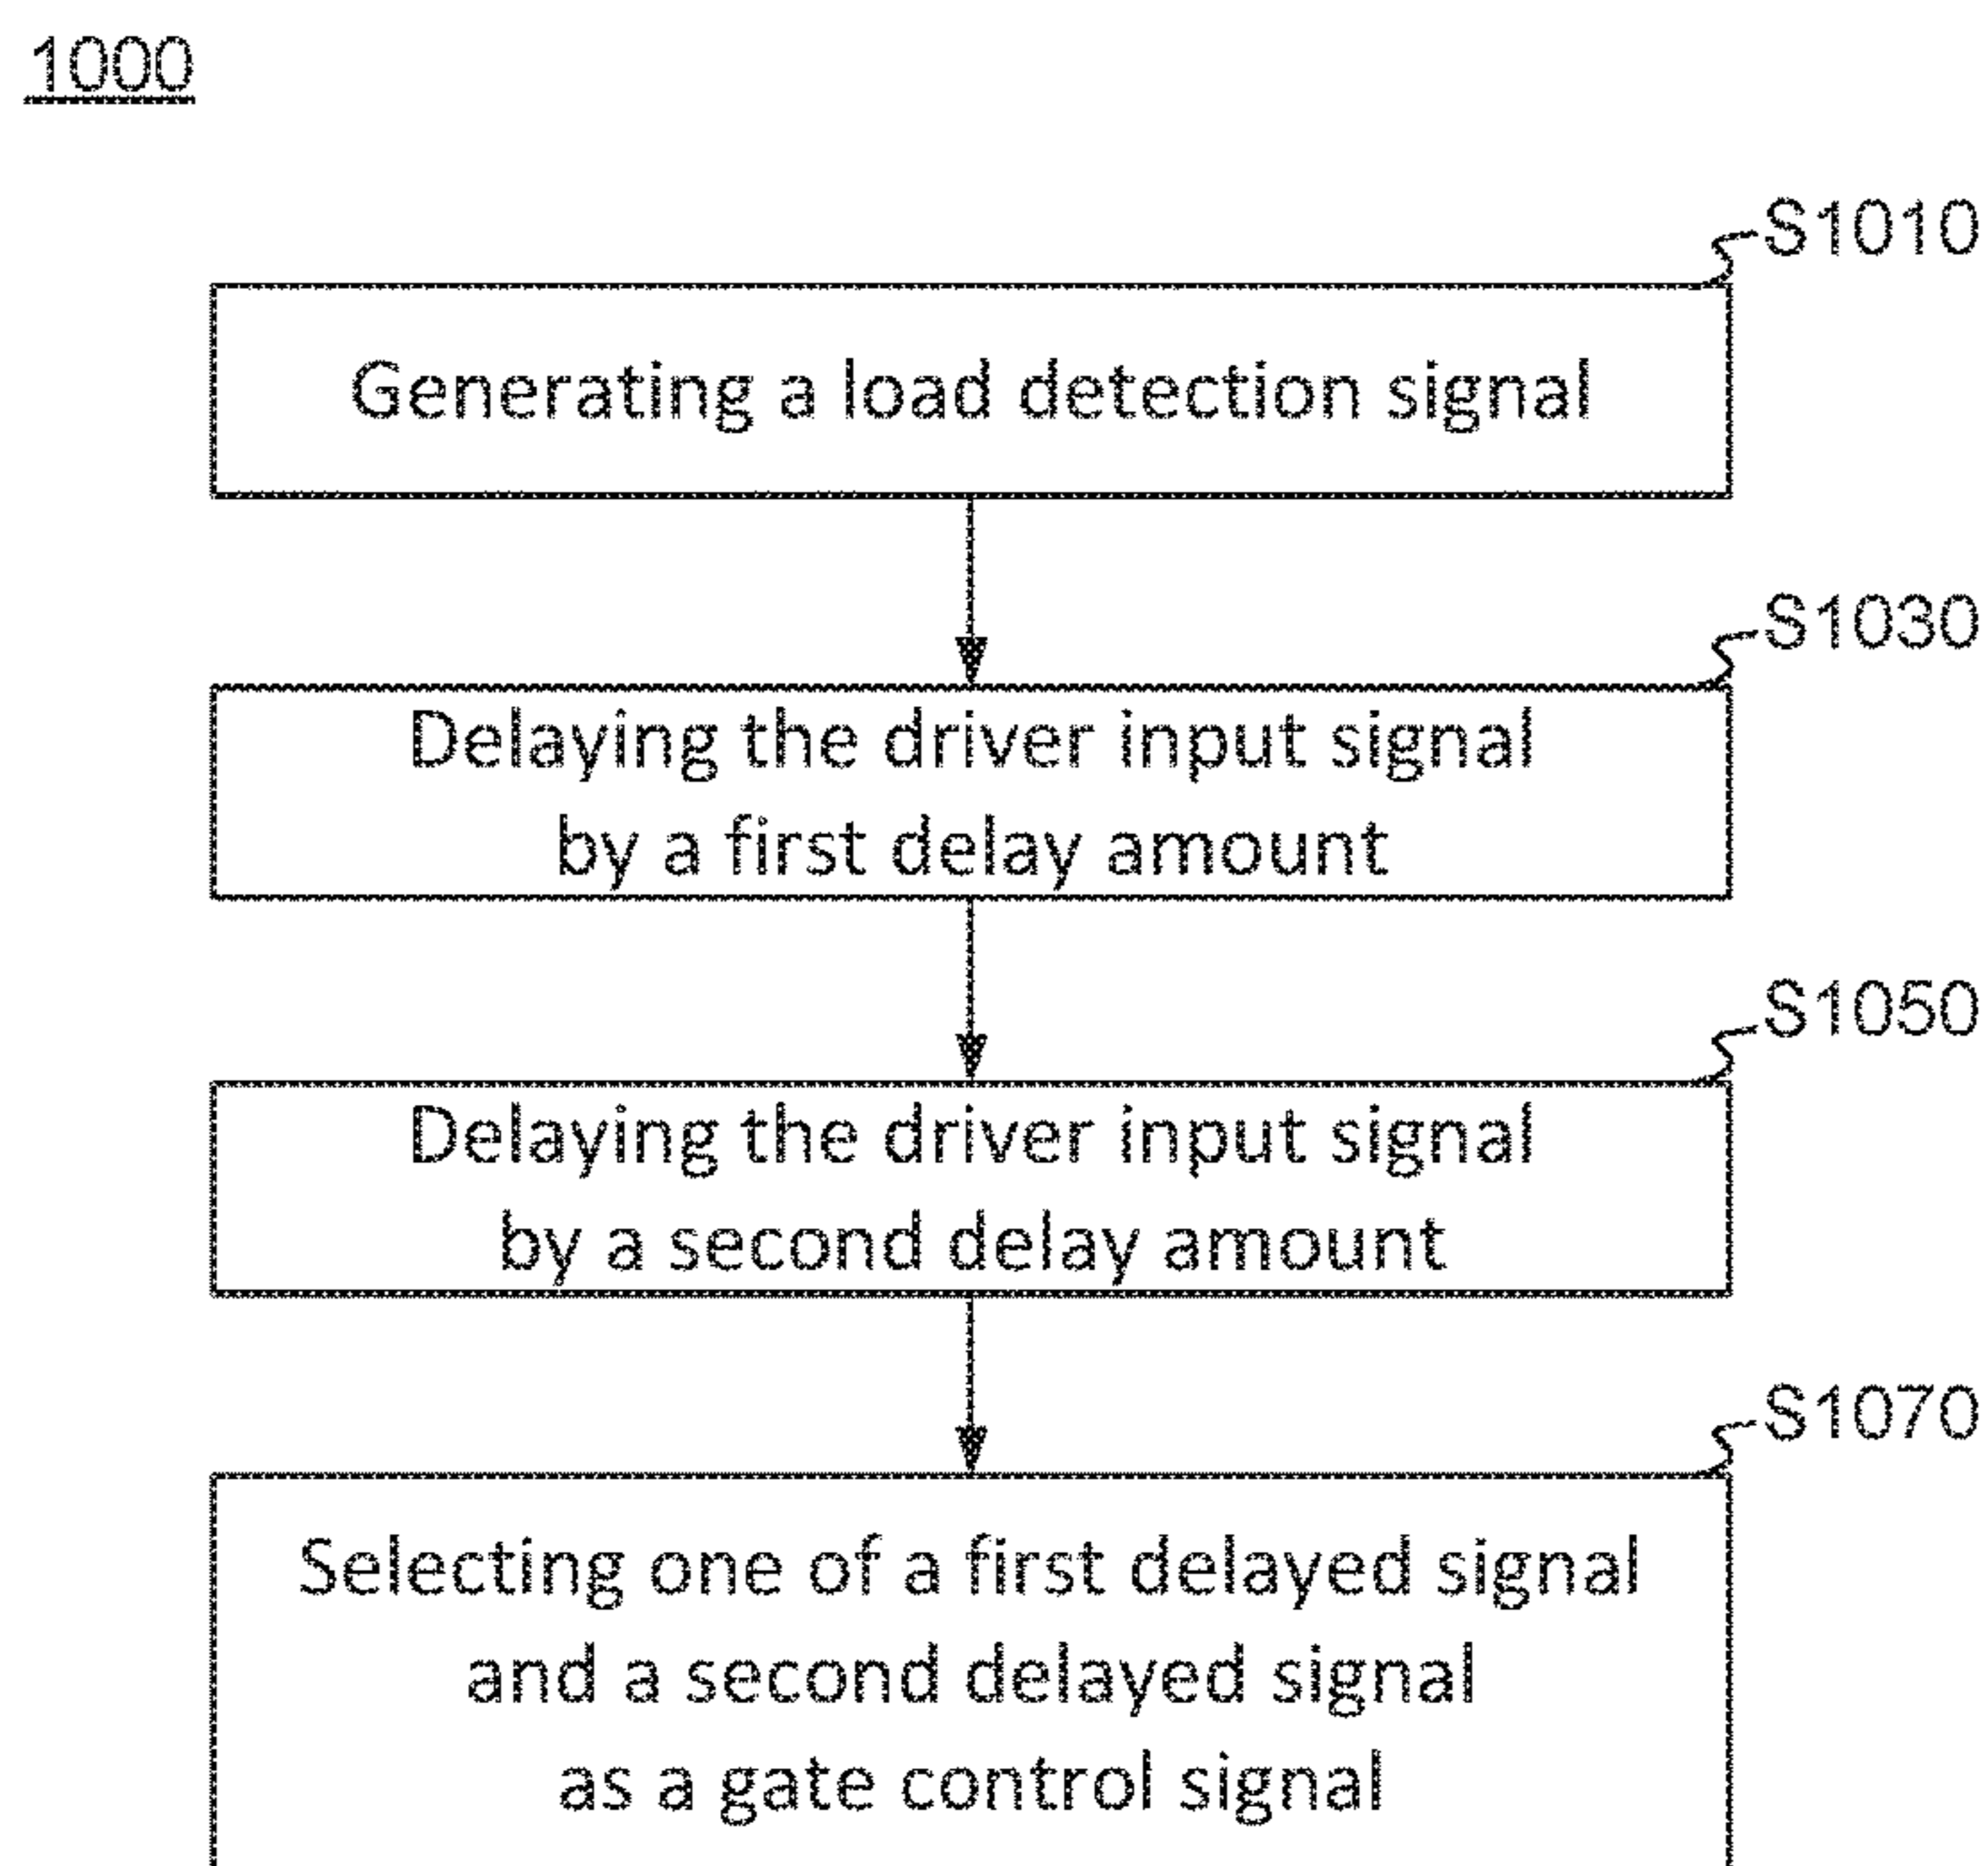 1000
S1010
Generating a load detection signal
S1030
Delaying the driver input signal
by a first delay amount
S1050
Delaying the driver input signal
by a second delay amount
S1070
Selecting one of a first delayed signal
and a second delayed signal
as a gate control signal